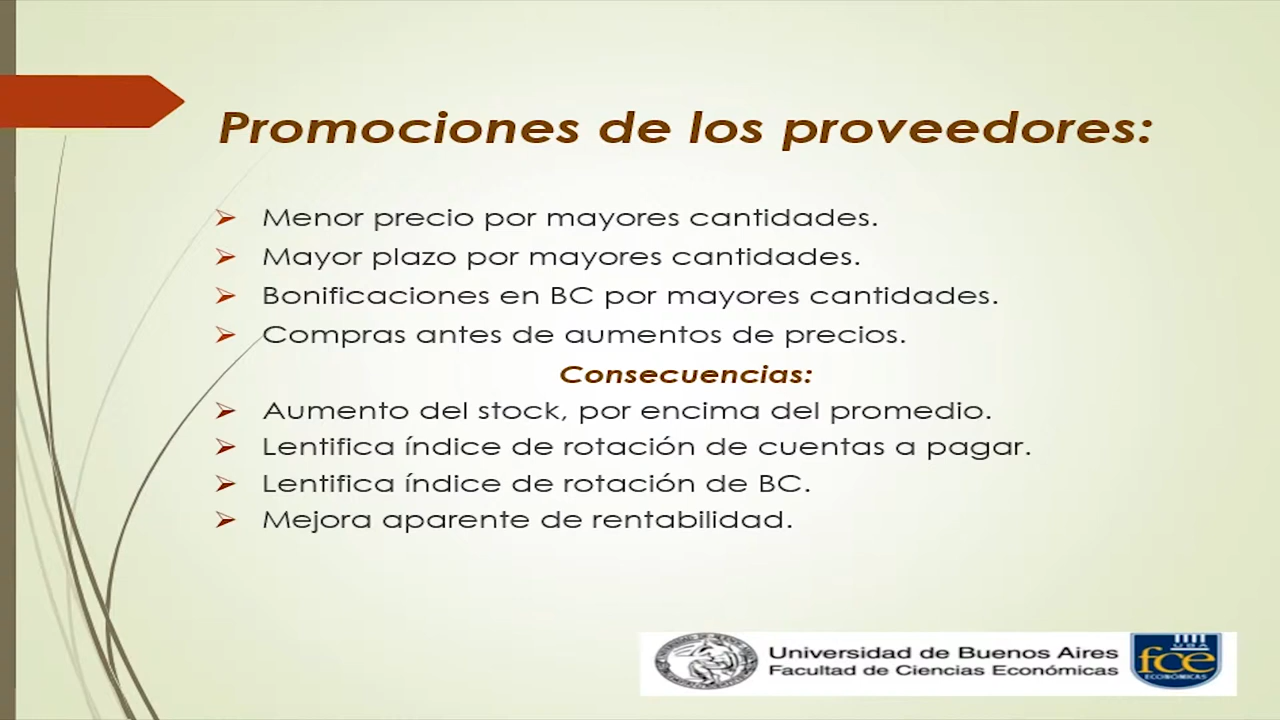 Promociones de los proveedores:
Menor precio por mayores cantidades.
Mayor plazo por mayores cantidades.
Bonificaciones en BC por mayores cantidades.
Compras antes de aumentos de precios.
Consecuencias:
Aumento del stock, por encima del promedio.
Lentifica índice de rotación de cuentas a pagar.
Lentifica índice de rotación de BC.
Mejora aparente de rentabilidad.
Universidad de Buenos Aires
Facultad de Ciencias Económicas
UBA
fce
ECONÓMICAS